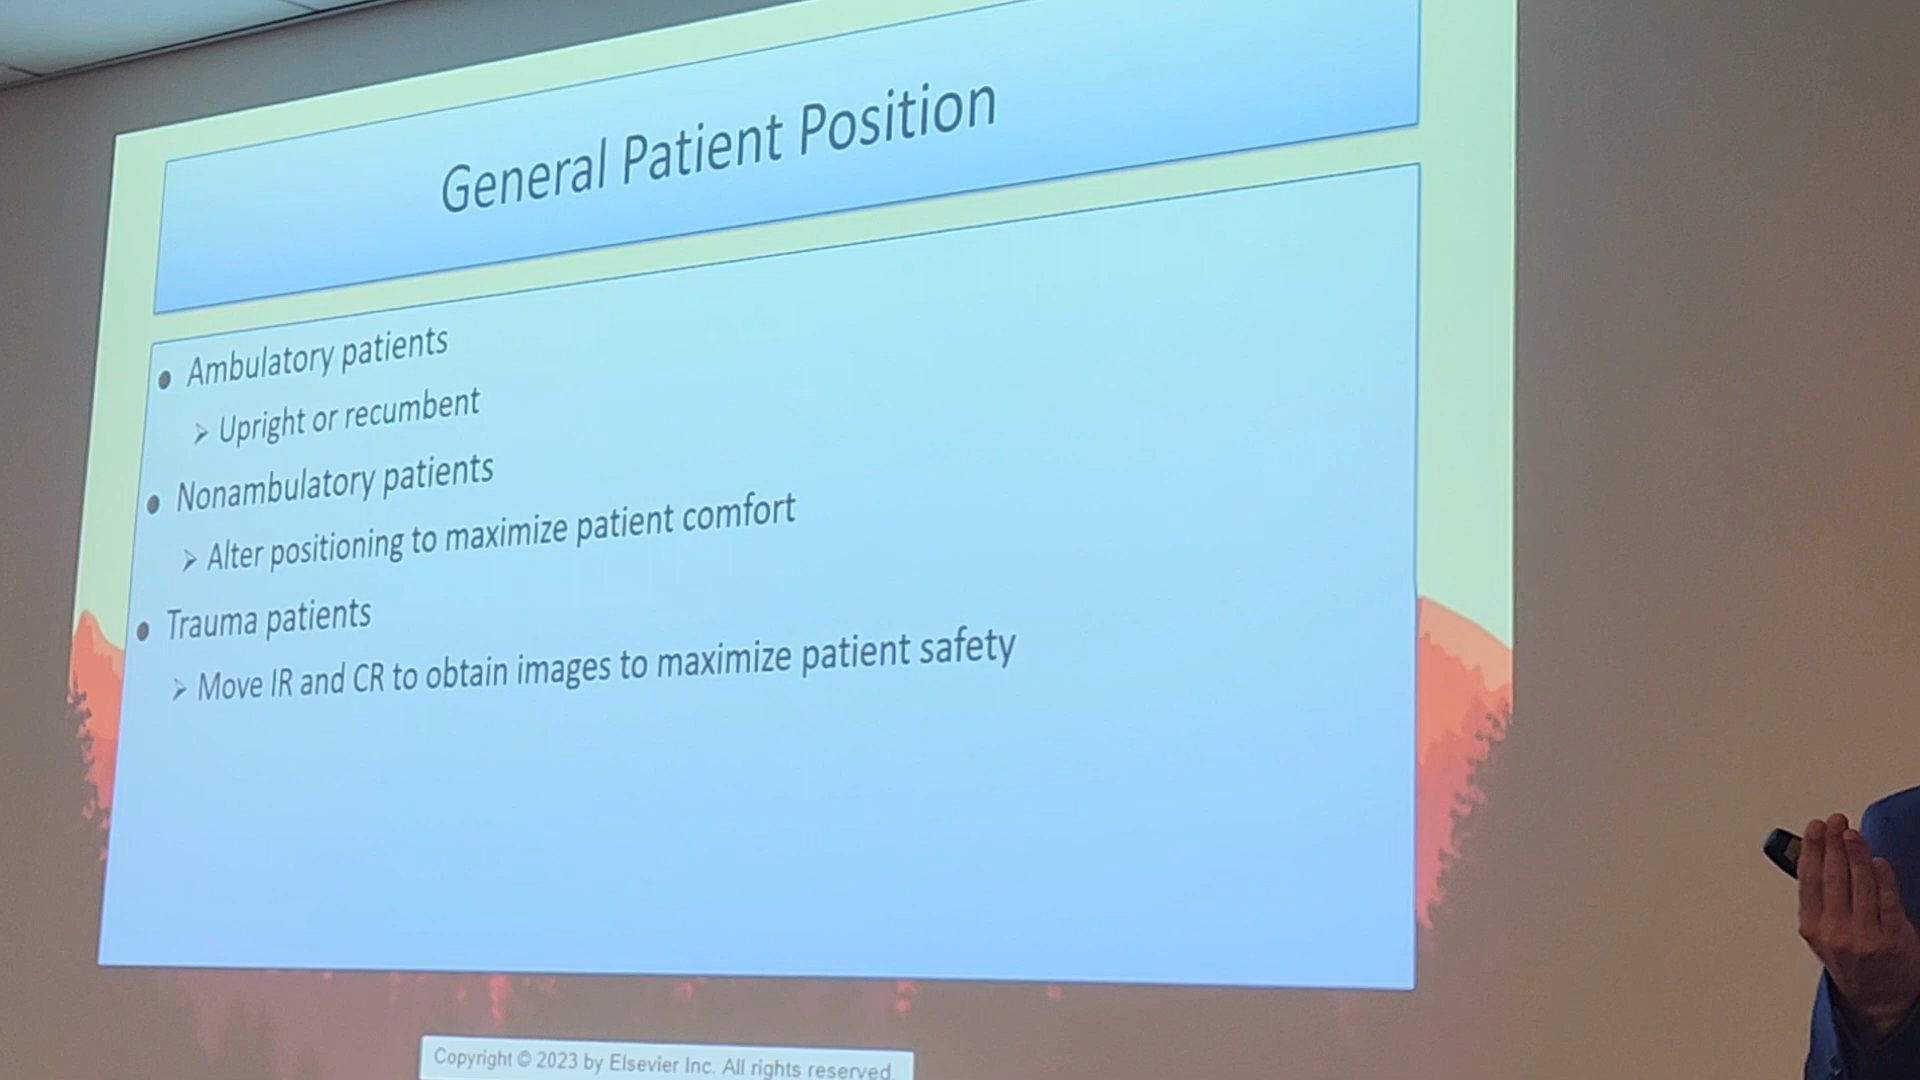 General Patient Position
● Ambulatory patients
➢ Upright or recumbent
● Nonambulatory patients
➢ Alter positioning to maximize patient comfort
● Trauma patients
➢ Move IR and CR to obtain images to maximize patient safety
Copyright © 2023 by Elsevier Inc. All rights reserved.